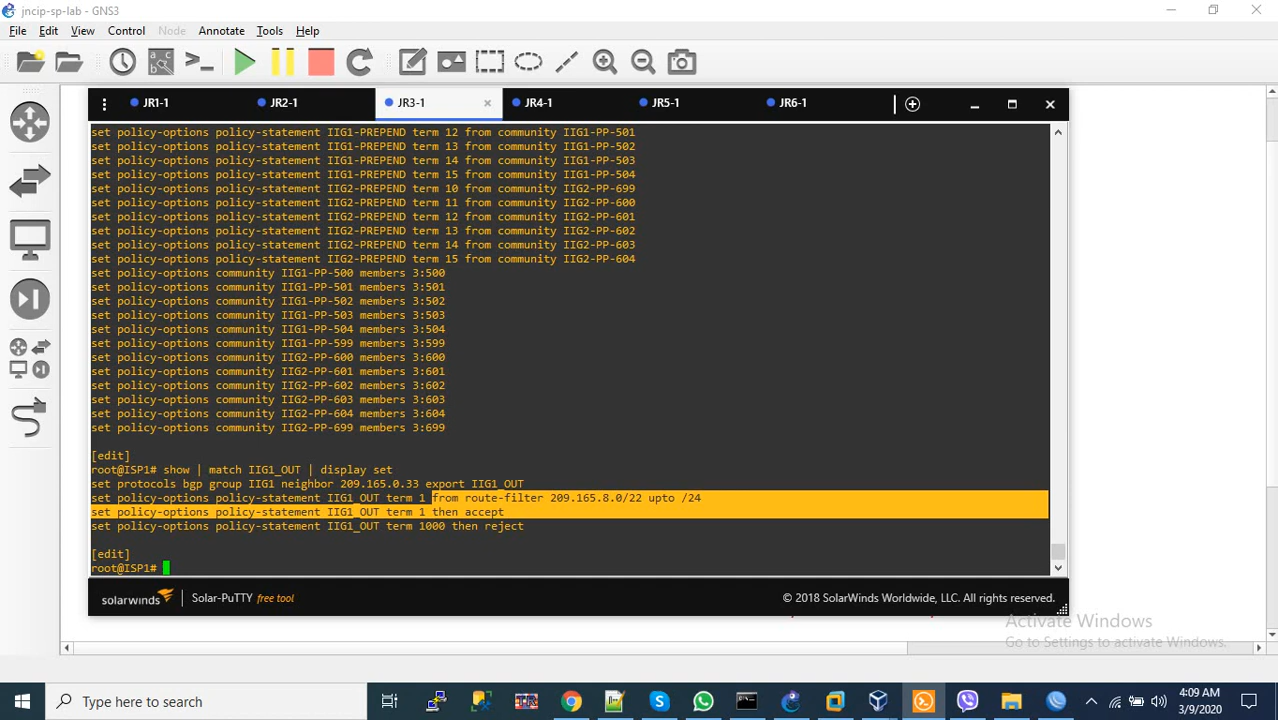 jncip-sp-lab - GNS3
File Edit View Control Node Annotate Tools Help
JR1-1 JR2-1 JR3-1 JR4-1 JR5-1 JR6-1
set policy-options policy-statement IIG1-PREPEND term 12 from community IIG1-PP-501
set policy-options policy-statement IIG1-PREPEND term 13 from community IIG1-PP-502
set policy-options policy-statement IIG1-PREPEND term 14 from community IIG1-PP-503
set policy-options policy-statement IIG1-PREPEND term 15 from community IIG1-PP-504
set policy-options policy-statement IIG2-PREPEND term 10 from community IIG2-PP-699
set policy-options policy-statement IIG2-PREPEND term 11 from community IIG2-PP-600
set policy-options policy-statement IIG2-PREPEND term 12 from community IIG2-PP-601
set policy-options policy-statement IIG2-PREPEND term 13 from community IIG2-PP-602
set policy-options policy-statement IIG2-PREPEND term 14 from community IIG2-PP-603
set policy-options policy-statement IIG2-PREPEND term 15 from community IIG2-PP-604
set policy-options community IIG1-PP-500 members 3:500
set policy-options community IIG1-PP-501 members 3:501
set policy-options community IIG1-PP-502 members 3:502
set policy-options community IIG1-PP-503 members 3:503
set policy-options community IIG1-PP-504 members 3:504
set policy-options community IIG1-PP-599 members 3:599
set policy-options community IIG2-PP-600 members 3:600
set policy-options community IIG2-PP-601 members 3:601
set policy-options community IIG2-PP-602 members 3:602
set policy-options community IIG2-PP-603 members 3:603
set policy-options community IIG2-PP-604 members 3:604
set policy-options community IIG2-PP-699 members 3:699
[edit]
root@ISP1# show | match IIG1_OUT | display set
set protocols bgp group IIG1 neighbor 209.165.0.33 export IIG1_OUT
set policy-options policy-statement IIG1_OUT term 1 from route-filter 209.165.8.0/22 upto /24
set policy-options policy-statement IIG1_OUT term 1 then accept
set policy-options policy-statement IIG1_OUT term 1000 then reject
[edit]
root@ISP1#
solarwinds Solar-PuTTY free tool © 2018 SolarWinds Worldwide, LLC. All rights reserved.
Activate Windows
Go to Settings to activate Windows.
Type here to search
4:09 AM
3/9/2020